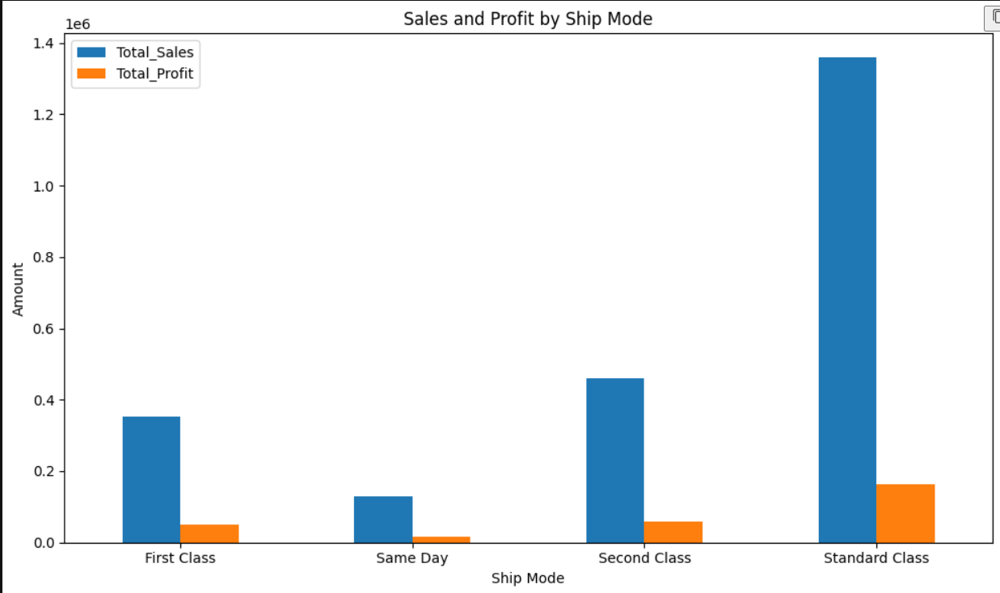 Sales and Profit by Ship Mode
1e6
1.4
1.2
1.0
0.8
0.6
0.4
0.2
0.0
Amount
Total_Sales
Total_Profit
First Class
Same Day
Second Class
Standard Class
Ship Mode